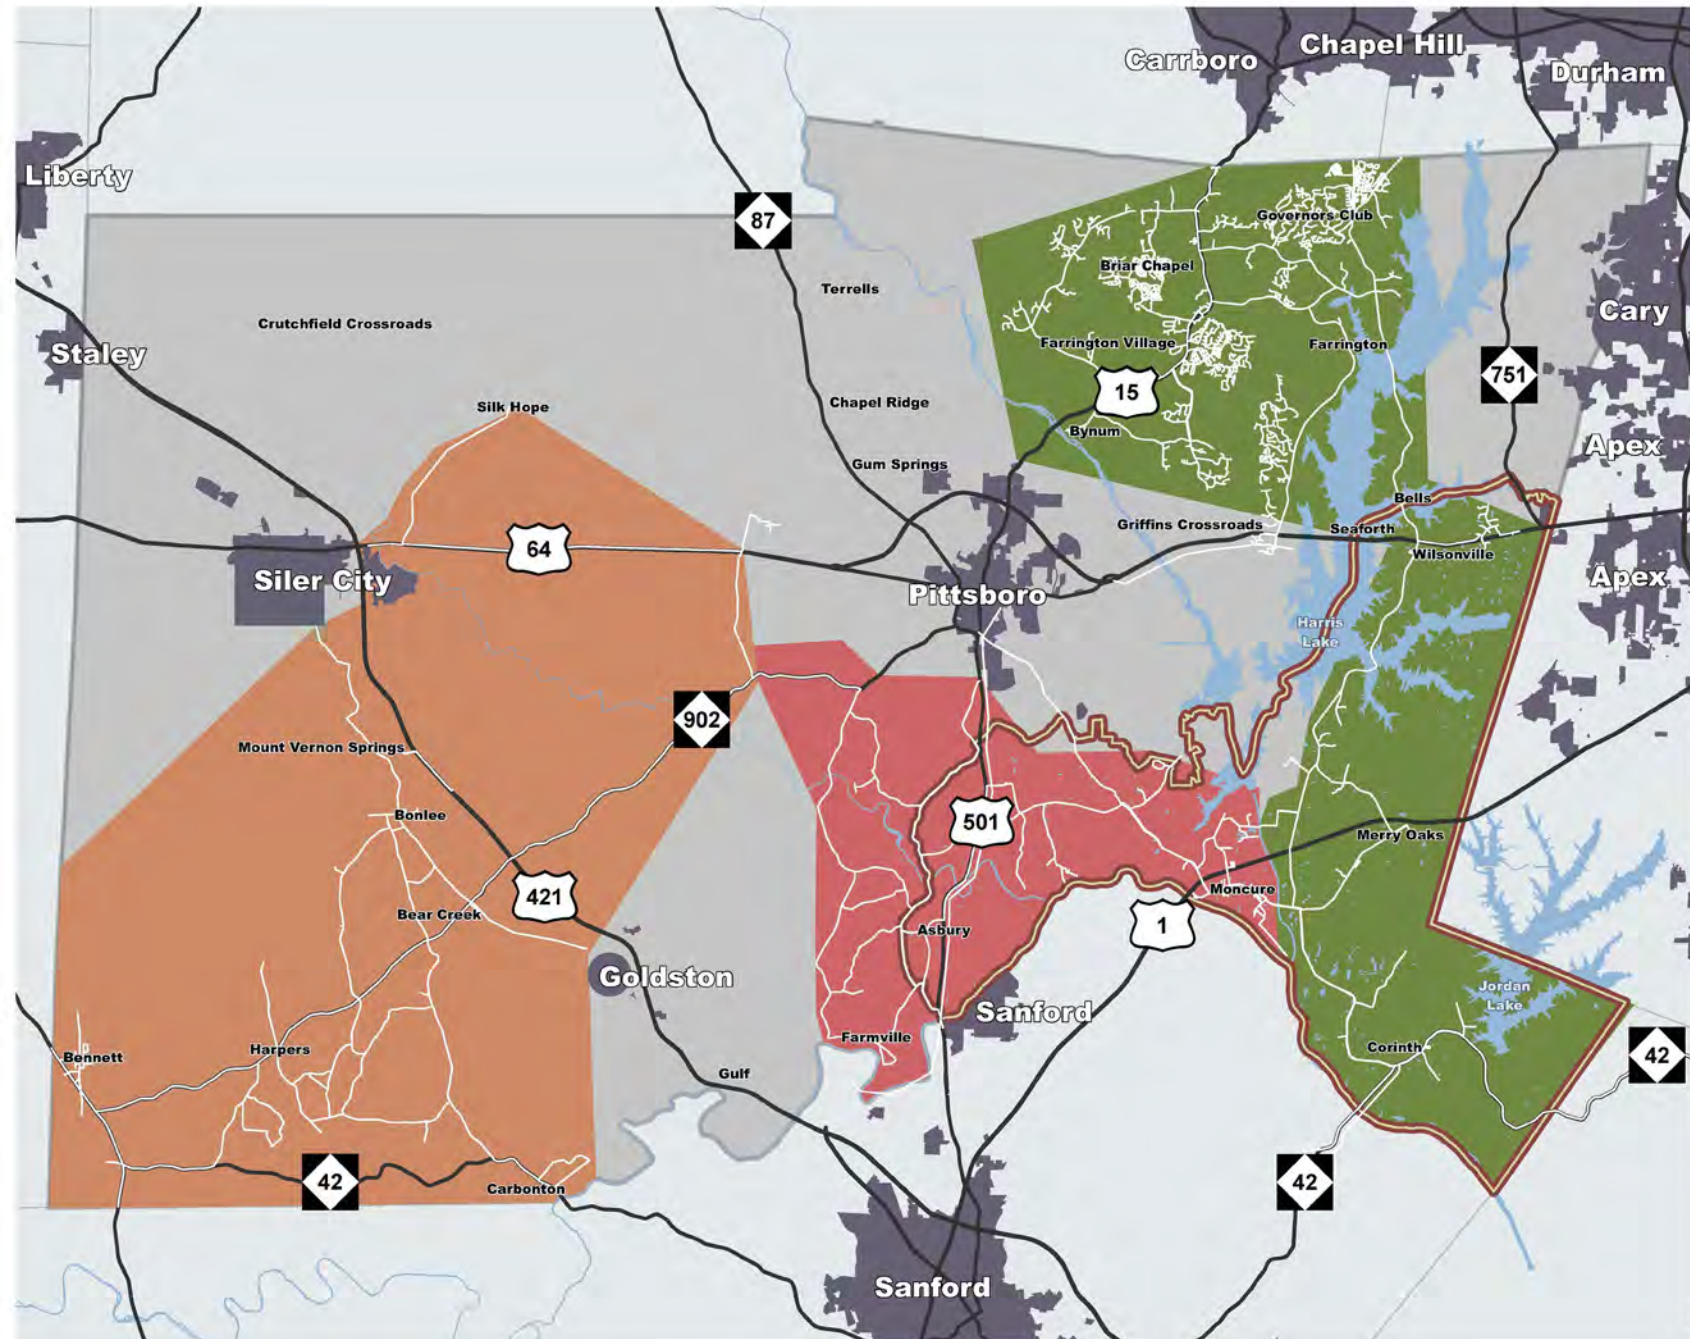 Chapel Hill
Carrboro
Durham
Liberty
87
Governors Club
Briar Chapel
Terrells
Cary
Crutchfield Crossroads
Farrington Village
Farrington
Staley
751
15
Silk Hope
Chapel Ridge
Bynum
Apex
Gum Springs
Bells
Griffins Crossroads
Seaforth
64
Wilsonville
Siler City
Apex
Pittsboro
Harris
Lake
902
Mount Vernon Springs
Bonlee
501
Merry Oaks
421
Moncure
Bear Creek
1
Asbury
Goldston
Jordan
Lake
Sanford
Farmville
Harpers
Corinth
Bennett
42
Gulf
42
Carbonton
42
Sanford